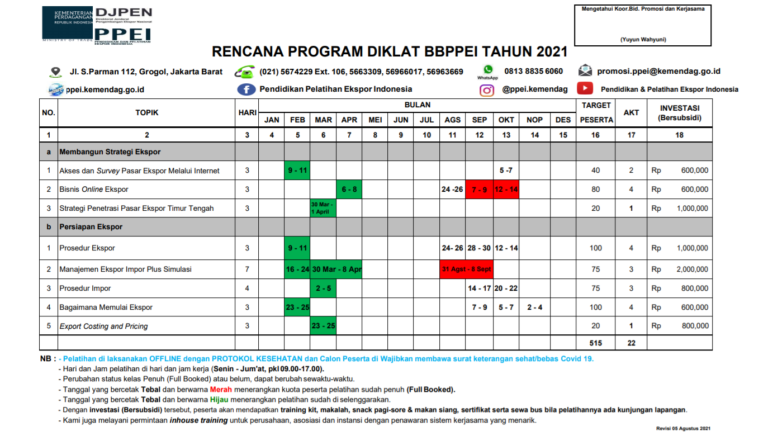 KEMENTERIAN PERDAGANGAN REPUBLIK INDONESIA
DJPEN
Direktorat Jenderal Pengembangan Ekspor Nasional
PPEI
Mengetahui Koor.Bid. Promosi dan Kerjasama
(Yuyun Wahyuni)
RENCANA PROGRAM DIKLAT BBPPEI TAHUN 2021
Jl. S.Parman 112, Grogol, Jakarta Barat (021) 5674229 Ext. 106, 5663309, 56966017, 56963669 WhatsApp 0813 8835 6060 promosi.ppei@kemendag.go.id
ppei.kemendag.go.id Pendidikan Pelatihan Ekspor Indonesia @ppei.kemendag Pendidikan & Pelatihan Ekspor Indonesia
NO. TOPIK HARI BULAN TARGET PESERTA AKT INVESTASI (Bersubsidi)
JAN FEB MAR APR MEI JUN JUL AGS SEP OKT NOP DES
1 2 3 4 5 6 7 8 9 10 11 12 13 14 15 16 17 18
a Membangun Strategi Ekspor
1 Akses dan Survey Pasar Ekspor Melalui Internet 3 9 - 11 5 -7 40 2 Rp 600,000
2 Bisnis Online Ekspor 3 6 - 8 24 -26 7 - 9 12 - 14 80 4 Rp 600,000
3 Strategi Penetrasi Pasar Ekspor Timur Tengah 3 30 Mar - 1 April 20 1 Rp 1,000,000
b Persiapan Ekspor
1 Prosedur Ekspor 3 9 - 11 24- 26 28 - 30 12 - 14 100 4 Rp 1,000,000
2 Manajemen Ekspor Impor Plus Simulasi 7 16 - 24 30 Mar - 8 Apr 31 Agst - 8 Sept 75 3 Rp 2,000,000
3 Prosedur Impor 4 2 - 5 14 - 17 20 - 22 75 3 Rp 800,000
4 Bagaimana Memulai Ekspor 3 23 - 25 7 - 9 5 - 7 2 - 4 100 4 Rp 600,000
5 Export Costing and Pricing 3 23 - 25 20 1 Rp 800,000
515 22
NB : - Pelatihan di laksanakan OFFLINE dengan PROTOKOL KESEHATAN dan Calon Peserta di Wajibkan membawa surat keterangan sehat/bebas Covid 19.
- Hari dan Jam pelatihan di hari dan jam kerja (Senin - Jum'at, pkl 09.00-17.00).
- Perubahan status kelas Penuh (Full Booked) atau belum, dapat berubah sewaktu-waktu.
- Tanggal yang bercetak Tebal dan berwarna Merah menerangkan kuota peserta pelatihan sudah penuh (Full Booked).
- Tanggal yang bercetak Tebal dan berwarna Hijau menerangkan pelatihan sudah di selenggarakan.
- Dengan investasi (Bersubsidi) tersebut, peserta akan mendapatkan training kit, makalah, snack pagi-sore & makan siang, sertifikat serta sewa bus bila pelatihannya ada kunjungan lapangan.
- Kami juga melayani permintaan inhouse training untuk perusahaan, asosiasi dan instansi dengan penawaran sistem kerjasama yang menarik.
Revisi 05 Agustus 2021